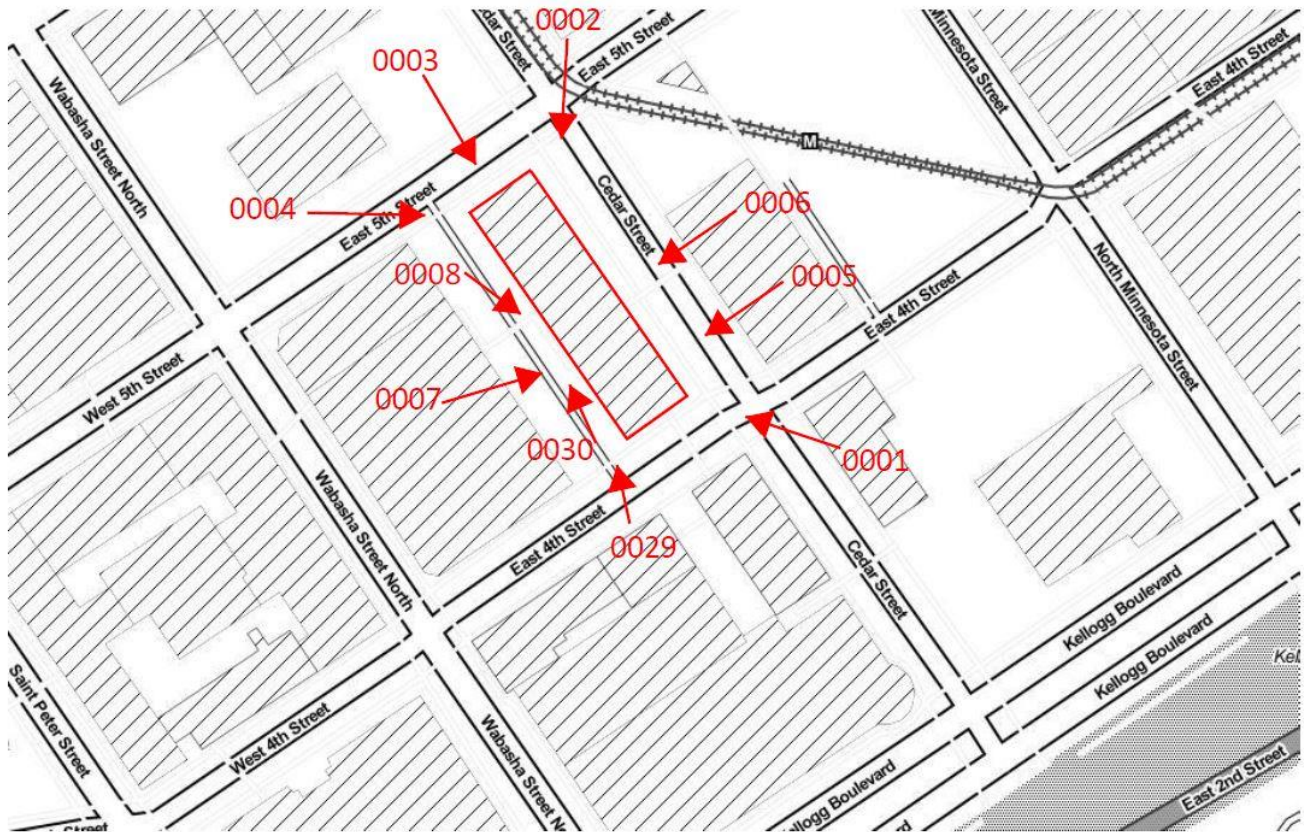 0002
Cedar Street
East 5th Street
Minnesota Street
East 4th Street
0003
Wabasha Street North
M
0004
East 5th Street
Cedar Street
0006
0008
0005
East 4th Street
North Minnesota Street
West 5th Street
0007
0030
0001
Wabasha Street North
0029
East 4th Street
Cedar Street
Kellogg Boulevard
Kellogg Boulevard
Saint Peter Street
West 4th Street
Wabasha Street No
Kellogg Boulevard
East 2nd Street
Street